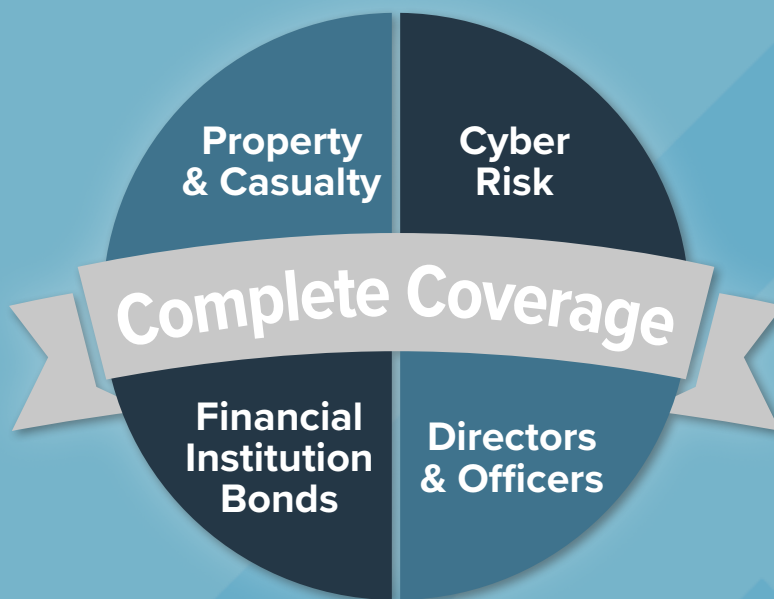 Property
& Casualty
Cyber
Risk
Complete Coverage
Financial
Institution
Bonds
Directors
& Officers